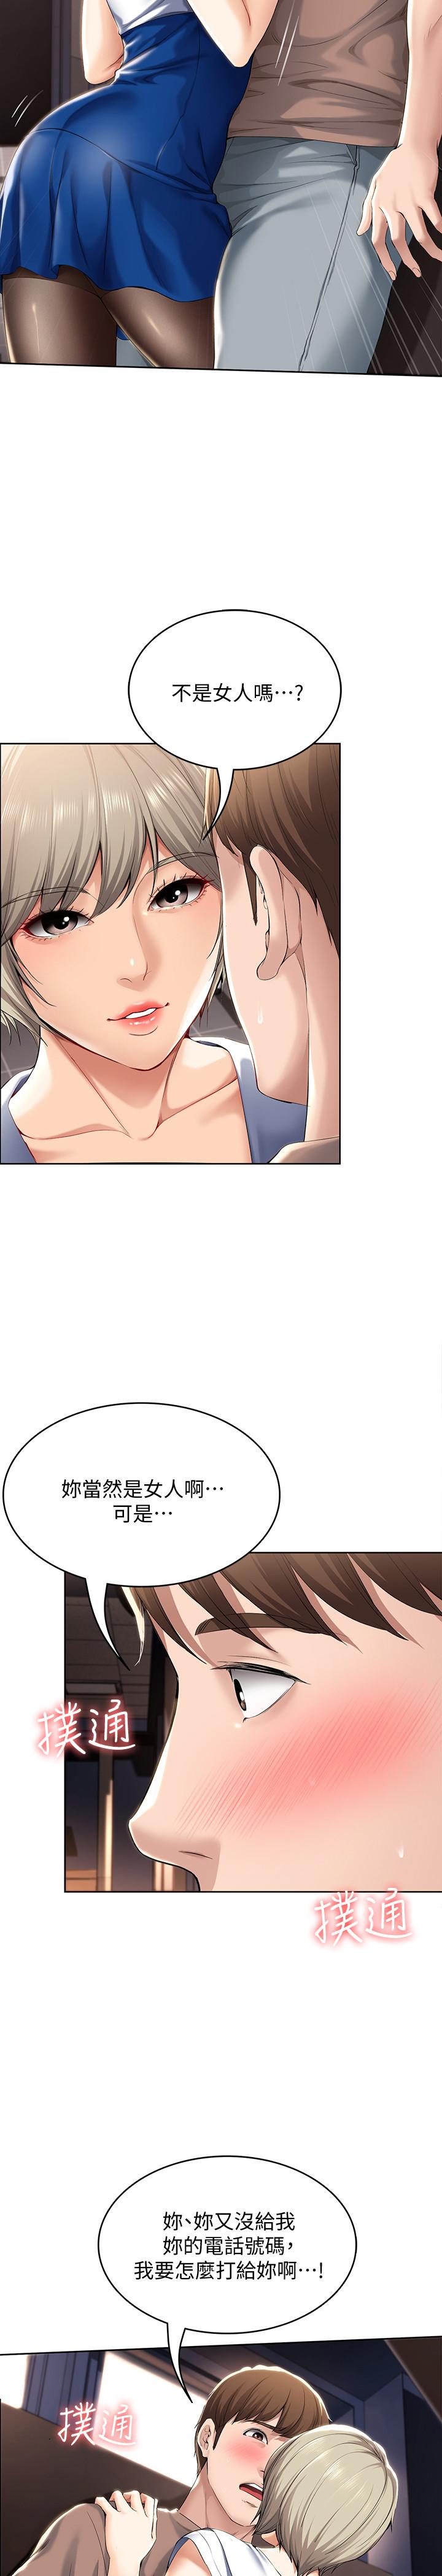 不是女人嗎⋯?
妳當然是女人啊⋯
可是⋯
撲通
撲通
妳、妳又沒給我
妳的電話號碼,
我要怎麼打給妳啊⋯!
撲通